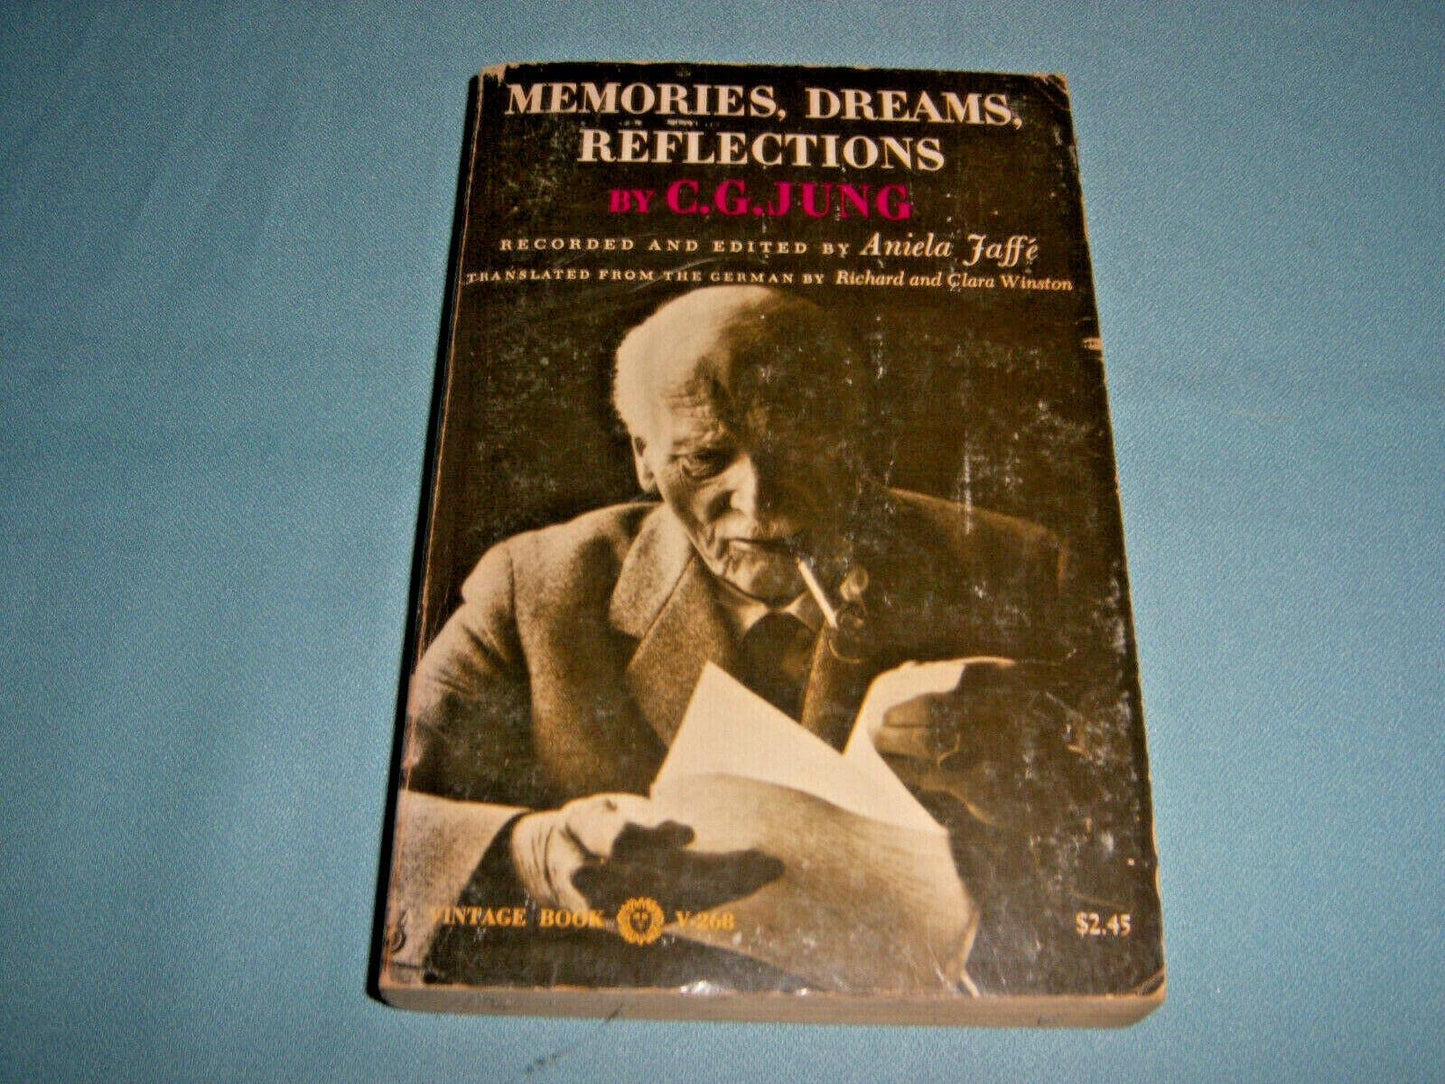 MEMORIES, DREAMS,
REFLECTIONS
BY C.G. JUNG
RECORDED AND EDITED BY Aniela Jaffé
TRANSLATED FROM THE GERMAN BY Richard and Clara Winston
A VINTAGE BOOK V-268 $2.45